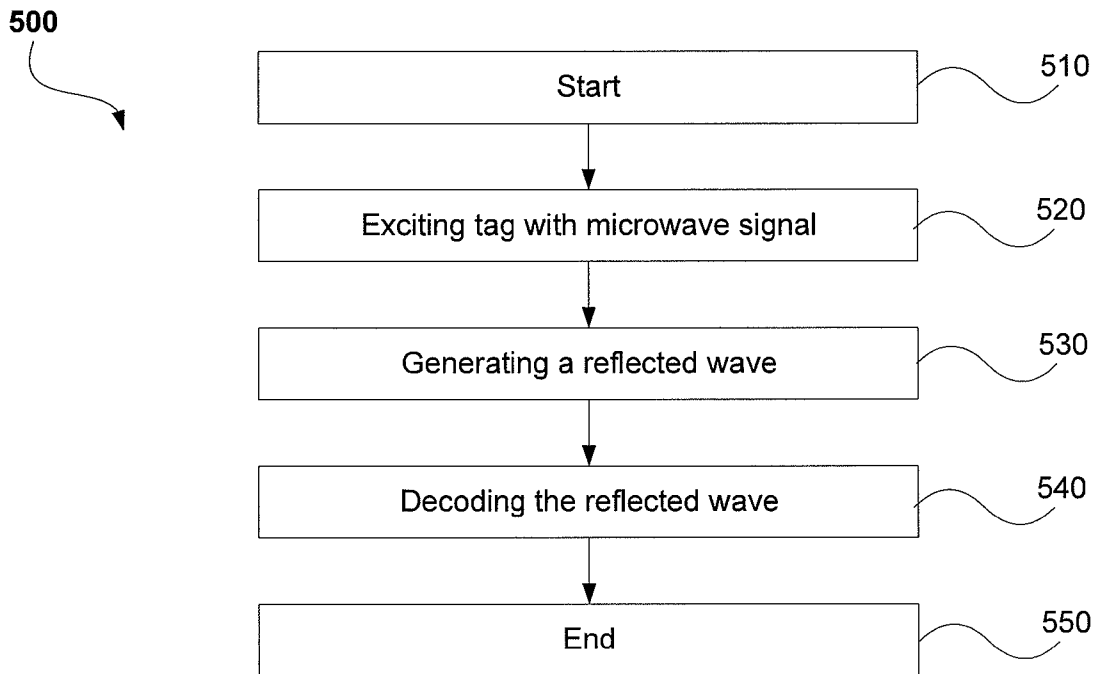 500
Start
510
Exciting tag with microwave signal
520
Generating a reflected wave
530
Decoding the reflected wave
540
End
550